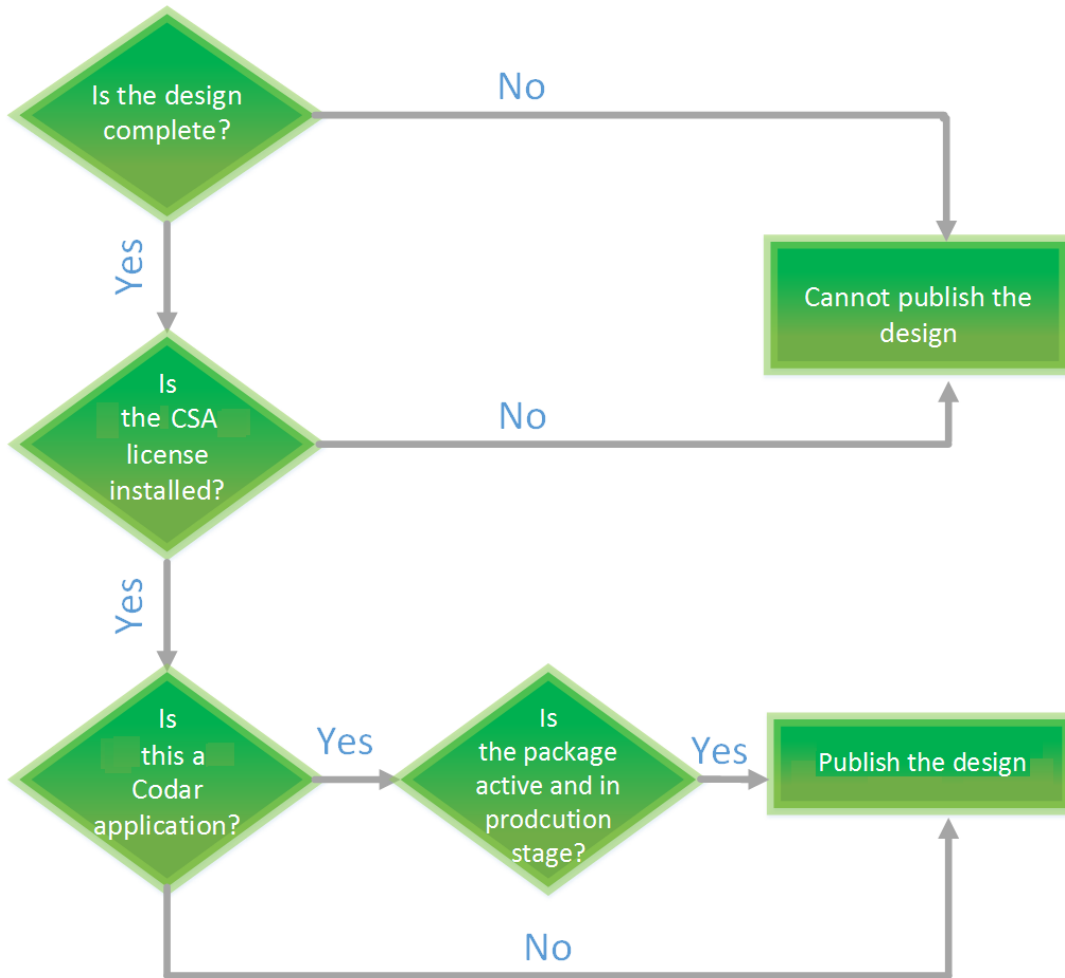 Is the design
complete?
No
Yes
Cannot publish the
design
Is
the CSA
license
installed?
No
Yes
Is
this a
Codar
application?
Yes
Is
the package
active and in
prodcution
stage?
Yes
Publish the design
No